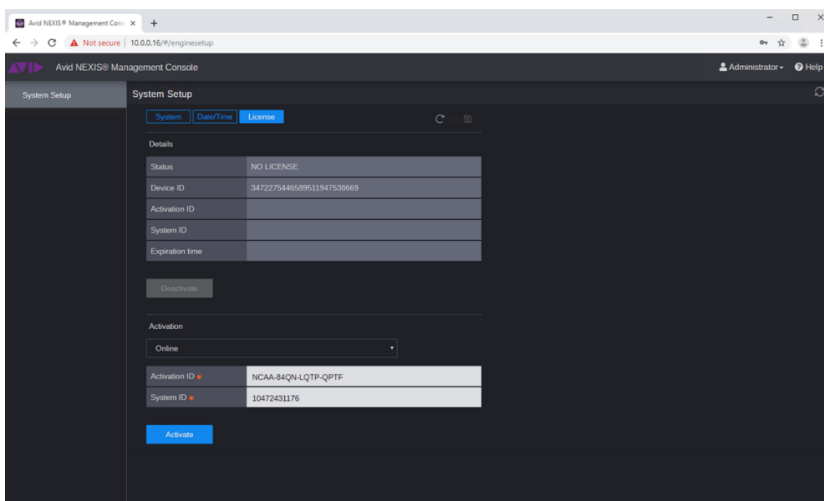 Avid NEXIS® Management Cons
Not secure 10.0.0.16/#/enginesetup
AVID Avid NEXIS® Management Console Administrator Help
System Setup
System Setup
System Date/Time License
Details
Status NO LICENSE
Device ID 3472275446589511947538669
Activation ID
System ID
Expiration time
Deactivate
Activation
Online
Activation ID * NCAA-84QN-LQTP-QPTF
System ID * 10472431176
Activate